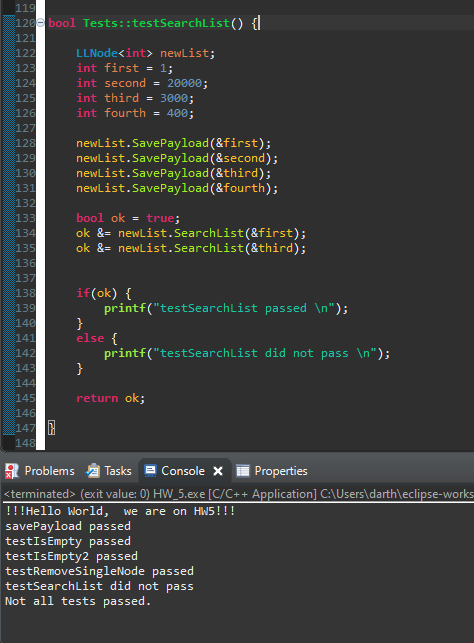 119
120 bool Tests::testSearchList() {
121
122 LLNode<int> newList;
123 int first = 1;
124 int second = 20000;
125 int third = 3000;
126 int fourth = 400;
127
128 newList.SavePayload(&first);
129 newList.SavePayload(&second);
130 newList.SavePayload(&third);
131 newList.SavePayload(&fourth);
132
133 bool ok = true;
134 ok &= newList.SearchList(&first);
135 ok &= newList.SearchList(&third);
136
137
138 if(ok) {
139 printf("testSearchList passed \n");
140 }
141 else {
142 printf("testSearchList did not pass \n");
143 }
144
145 return ok;
146
147 }
148
Problems Tasks Console Properties
<terminated> (exit value: 0) HW_5.exe [C/C++ Application] C:\Users\darth\eclipse-works
!!!Hello World, we are on HW5!!!
savePayload passed
testIsEmpty passed
testIsEmpty2 passed
testRemoveSingleNode passed
testSearchList did not pass
Not all tests passed.